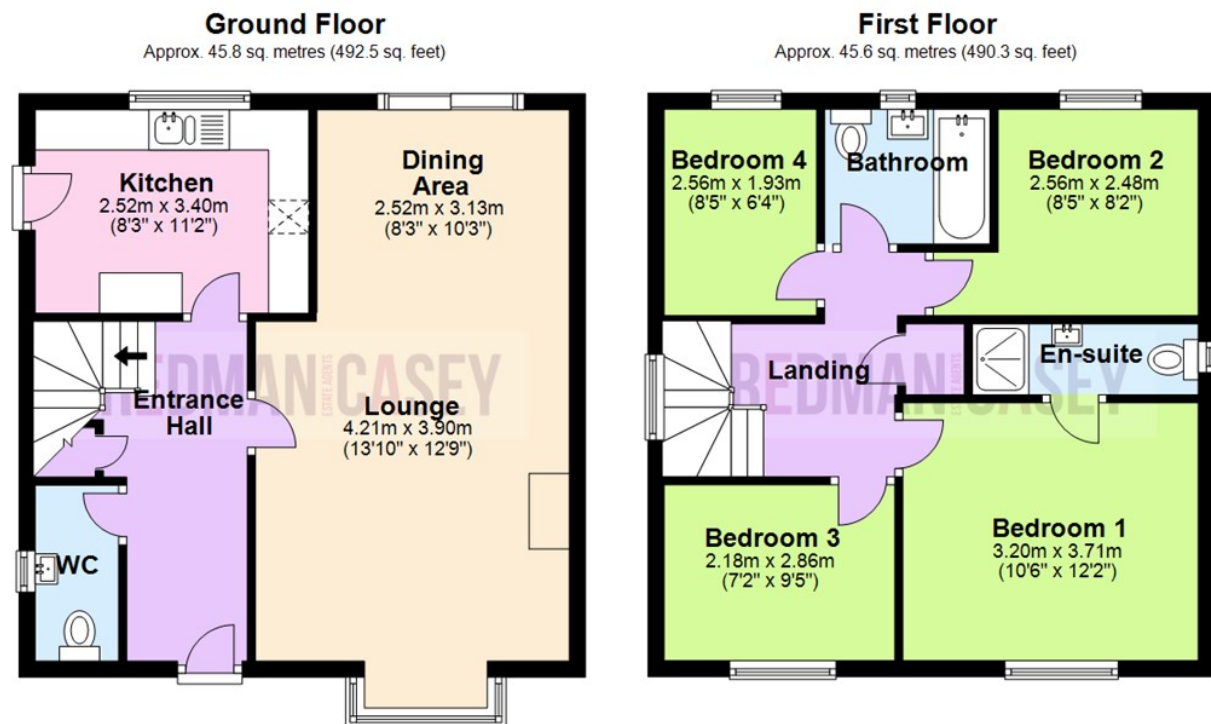 Ground Floor
Approx. 45.8 sq. metres (492.5 sq. feet)
Kitchen
2.52m x 3.40m
(8'3" x 11'2")
Dining
Area
2.52m x 3.13m
(8'3" x 10'3")
Entrance
Hall
Lounge
4.21m x 3.90m
(13'10" x 12'9")
WC
REDMAN CASEY
ESTATE AGENTS
First Floor
Approx. 45.6 sq. metres (490.3 sq. feet)
Bedroom 4
2.56m x 1.93m
(8'5" x 6'4")
Bathroom
Bedroom 2
2.56m x 2.48m
(8'5" x 8'2")
En-suite
Landing
Bedroom 3
2.18m x 2.86m
(7'2" x 9'5")
Bedroom 1
3.20m x 3.71m
(10'6" x 12'2")
REDMAN CASEY
ESTATE AGENTS